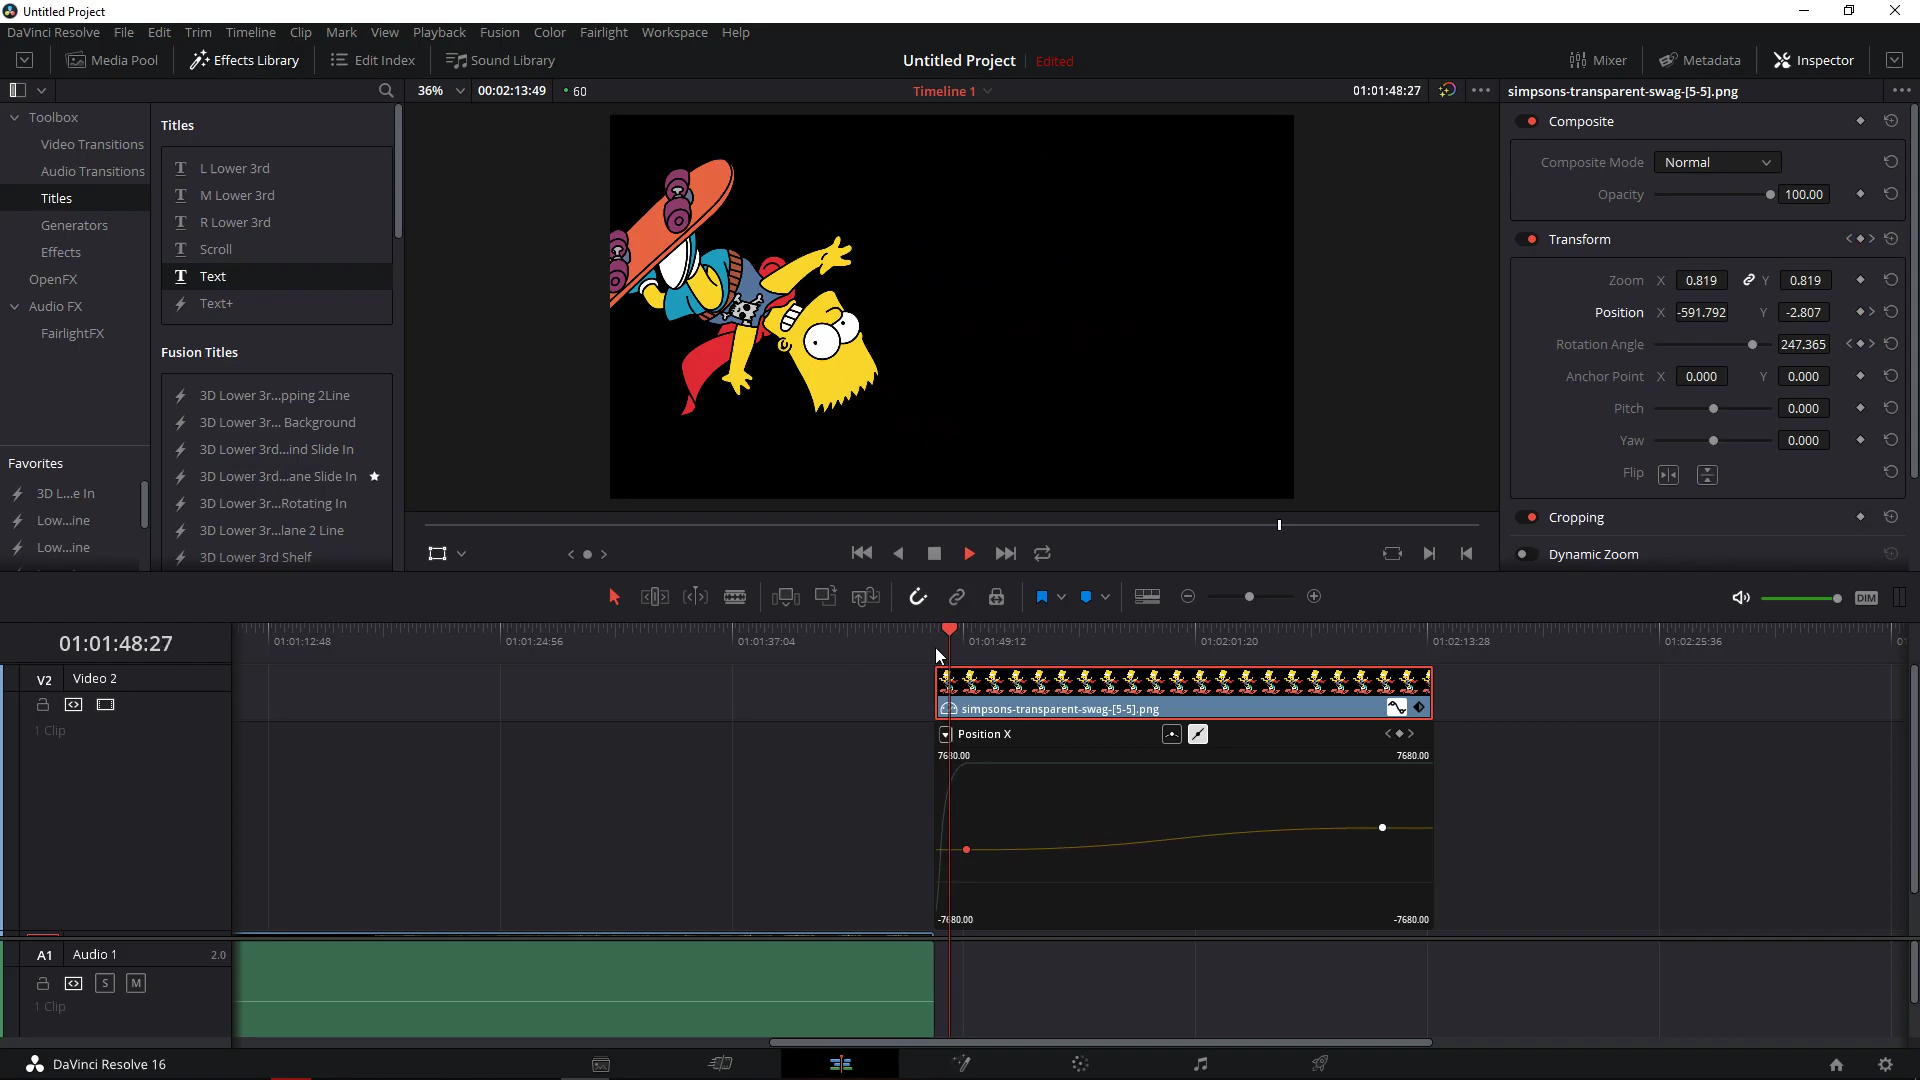 Untitled Project
DaVinci Resolve File Edit Trim Timeline Clip Mark View Playback Fusion Color Fairlight Workspace Help
Media Pool Effects Library Edit Index Sound Library Untitled Project Edited Mixer Metadata Inspector
36% 00:02:13:49 60 Timeline 1 01:01:48:27 simpsons-transparent-swag-[5-5].png
Toolbox
Video Transitions
Audio Transitions
Titles
Generators
Effects
OpenFX
Audio FX
FairlightFX
Favorites
3D L...e In
Low...ine
Low...ine
Titles
L Lower 3rd
M Lower 3rd
R Lower 3rd
Scroll
Text
Text+
Fusion Titles
3D Lower 3r...pping 2Line
3D Lower 3r... Background
3D Lower 3rd...ind Slide In
3D Lower 3rd...ane Slide In
3D Lower 3r...Rotating In
3D Lower 3r...lane 2 Line
3D Lower 3rd Shelf
Composite
Composite Mode Normal
Opacity 100.00
Transform
Zoom X 0.819 Y 0.819
Position X -591.792 Y -2.807
Rotation Angle 247.365
Anchor Point X 0.000 Y 0.000
Pitch 0.000
Yaw 0.000
Flip
Cropping
Dynamic Zoom
DIM
01:01:48:27 01:01:12:48 01:01:24:56 01:01:37:04 01:01:49:12 01:02:01:20 01:02:13:28 01:02:25:36
V2 Video 2
1 Clip
simpsons-transparent-swag-[5-5].png
Position X
7680.00 7680.00
-7680.00 -7680.00
A1 Audio 1 2.0
S M
1 Clip
DaVinci Resolve 16